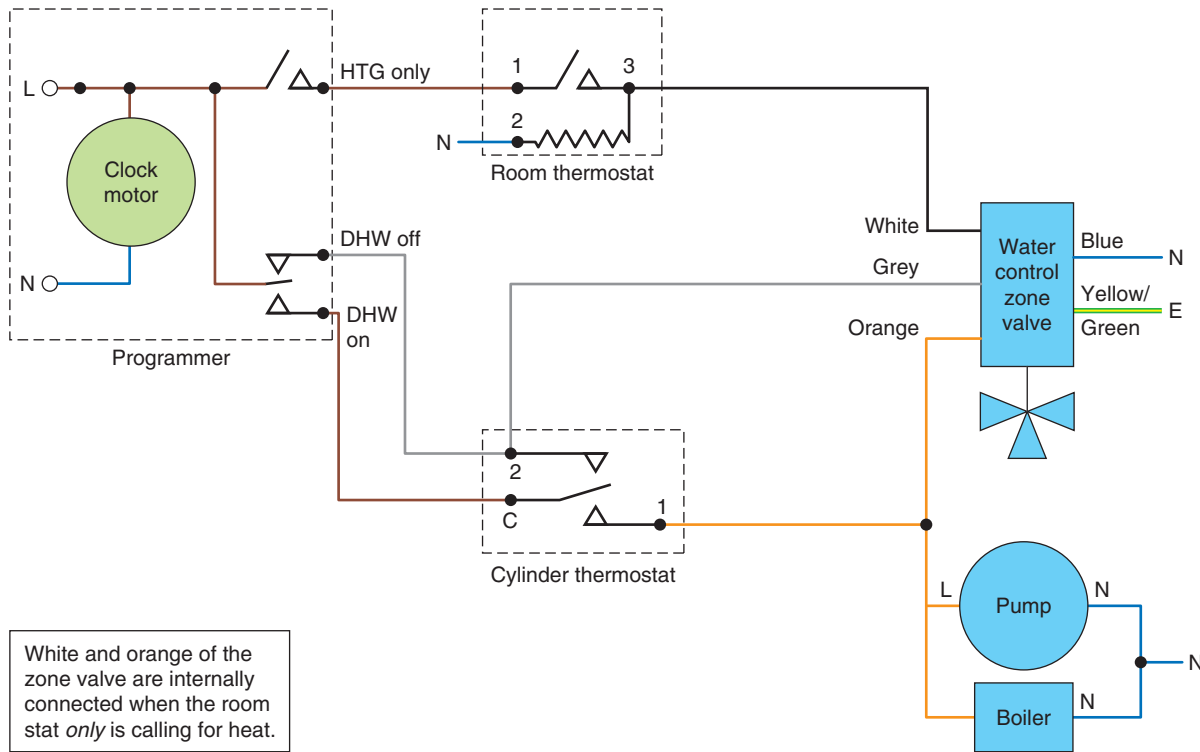 L
HTG only
1
3
2
N
Room thermostat
Clock
motor
N
DHW off
DHW
on
Programmer
White
Grey
Orange
Water
control
zone
valve
Blue
N
Yellow/
Green
E
2
C
1
Cylinder thermostat
L
Pump
N
N
Boiler
N
White and orange of the
zone valve are internally
connected when the room
stat only is calling for heat.